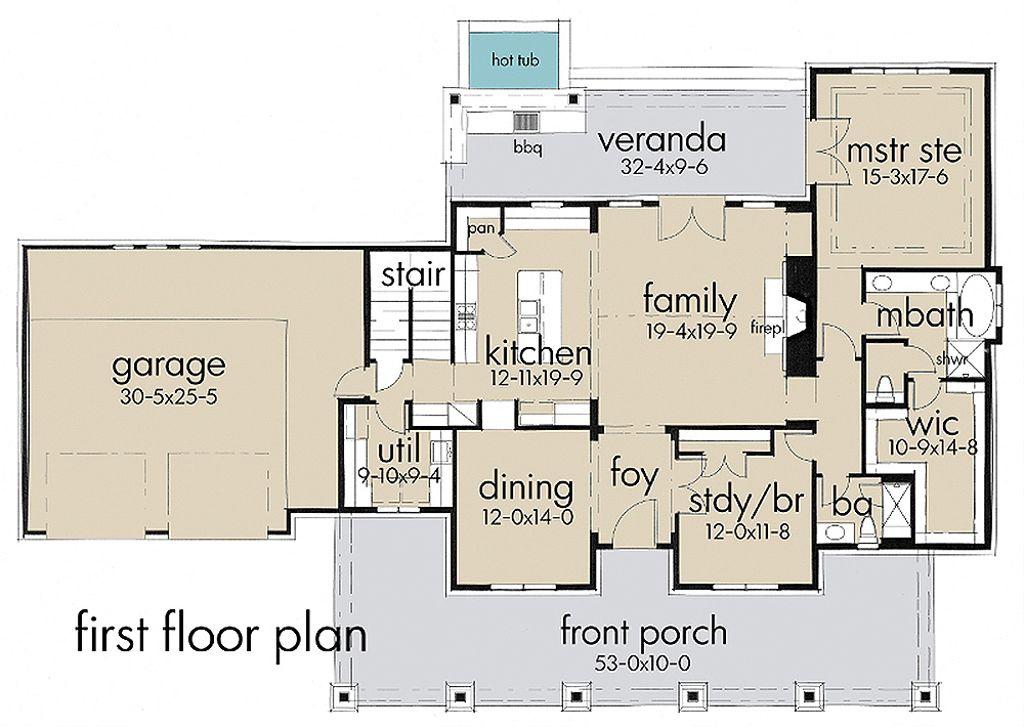 hot tub
bbq
veranda
32-4x9-6
mstr ste
15-3x17-6
pan
stair
family
19-4x19-9
firepl
mbath
shwr
garage
30-5x25-5
kitchen
12-11x19-9
wic
10-9x14-8
util
9-10x9-4
dining
12-0x14-0
foy
stdy/br
12-0x11-8
ba
first floor plan
front porch
53-0x10-0